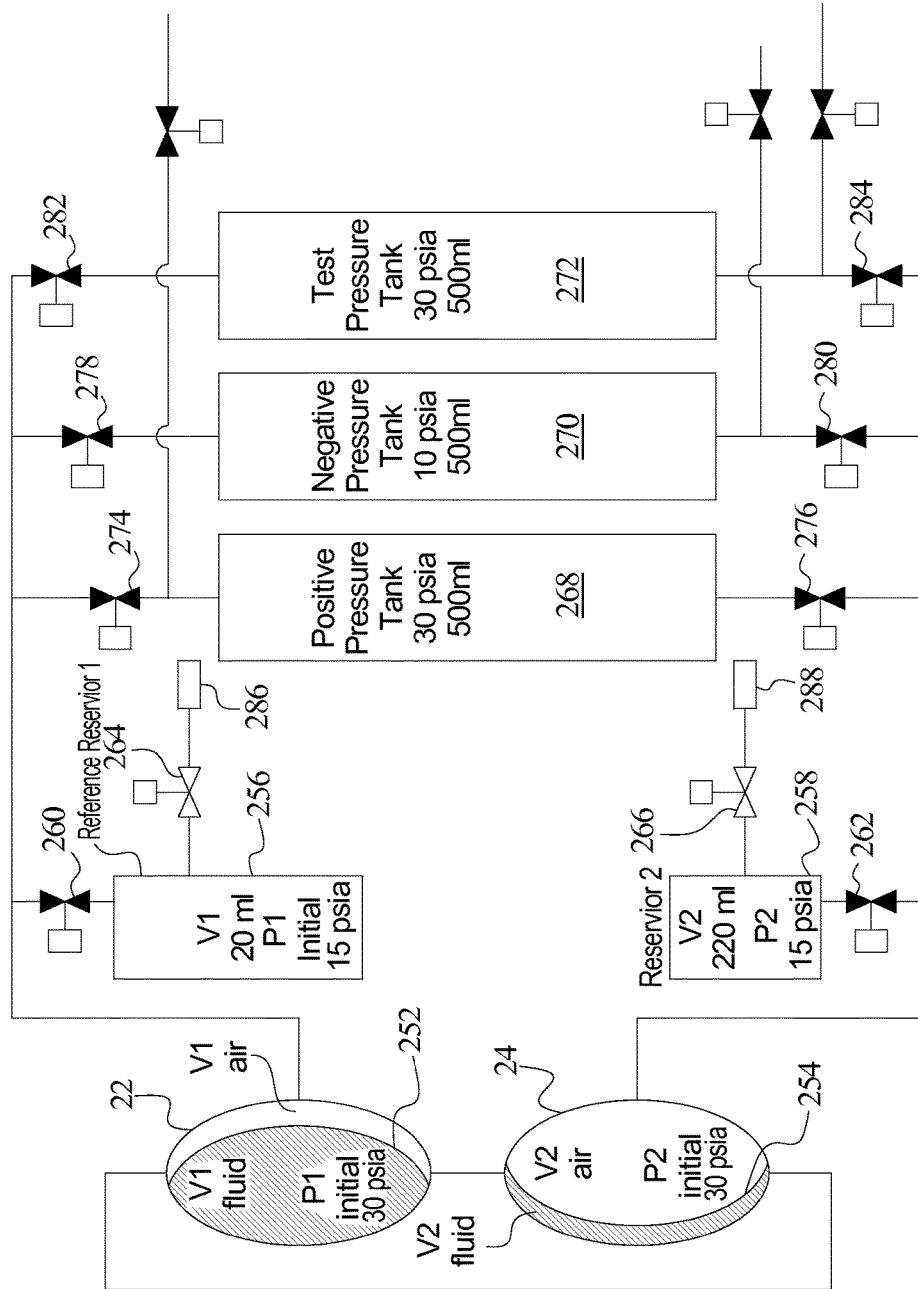 V1
fluid
P1
initial
30 psia
V1
air
22
252
V2
fluid
V2
air
P2
initial
30 psia
24
254
Reference Reservior 1
V1
20 ml
P1
Initial
15 psia
256
260
264
286
Reservior 2
V2
220 ml
P2
15 psia
258
262
266
288
Positive
Pressure
Tank
30 psia
500ml
268
274
276
Negative
Pressure
Tank
10 psia
500ml
270
278
280
Test
Pressure
Tank
30 psia
500ml
272
282
284